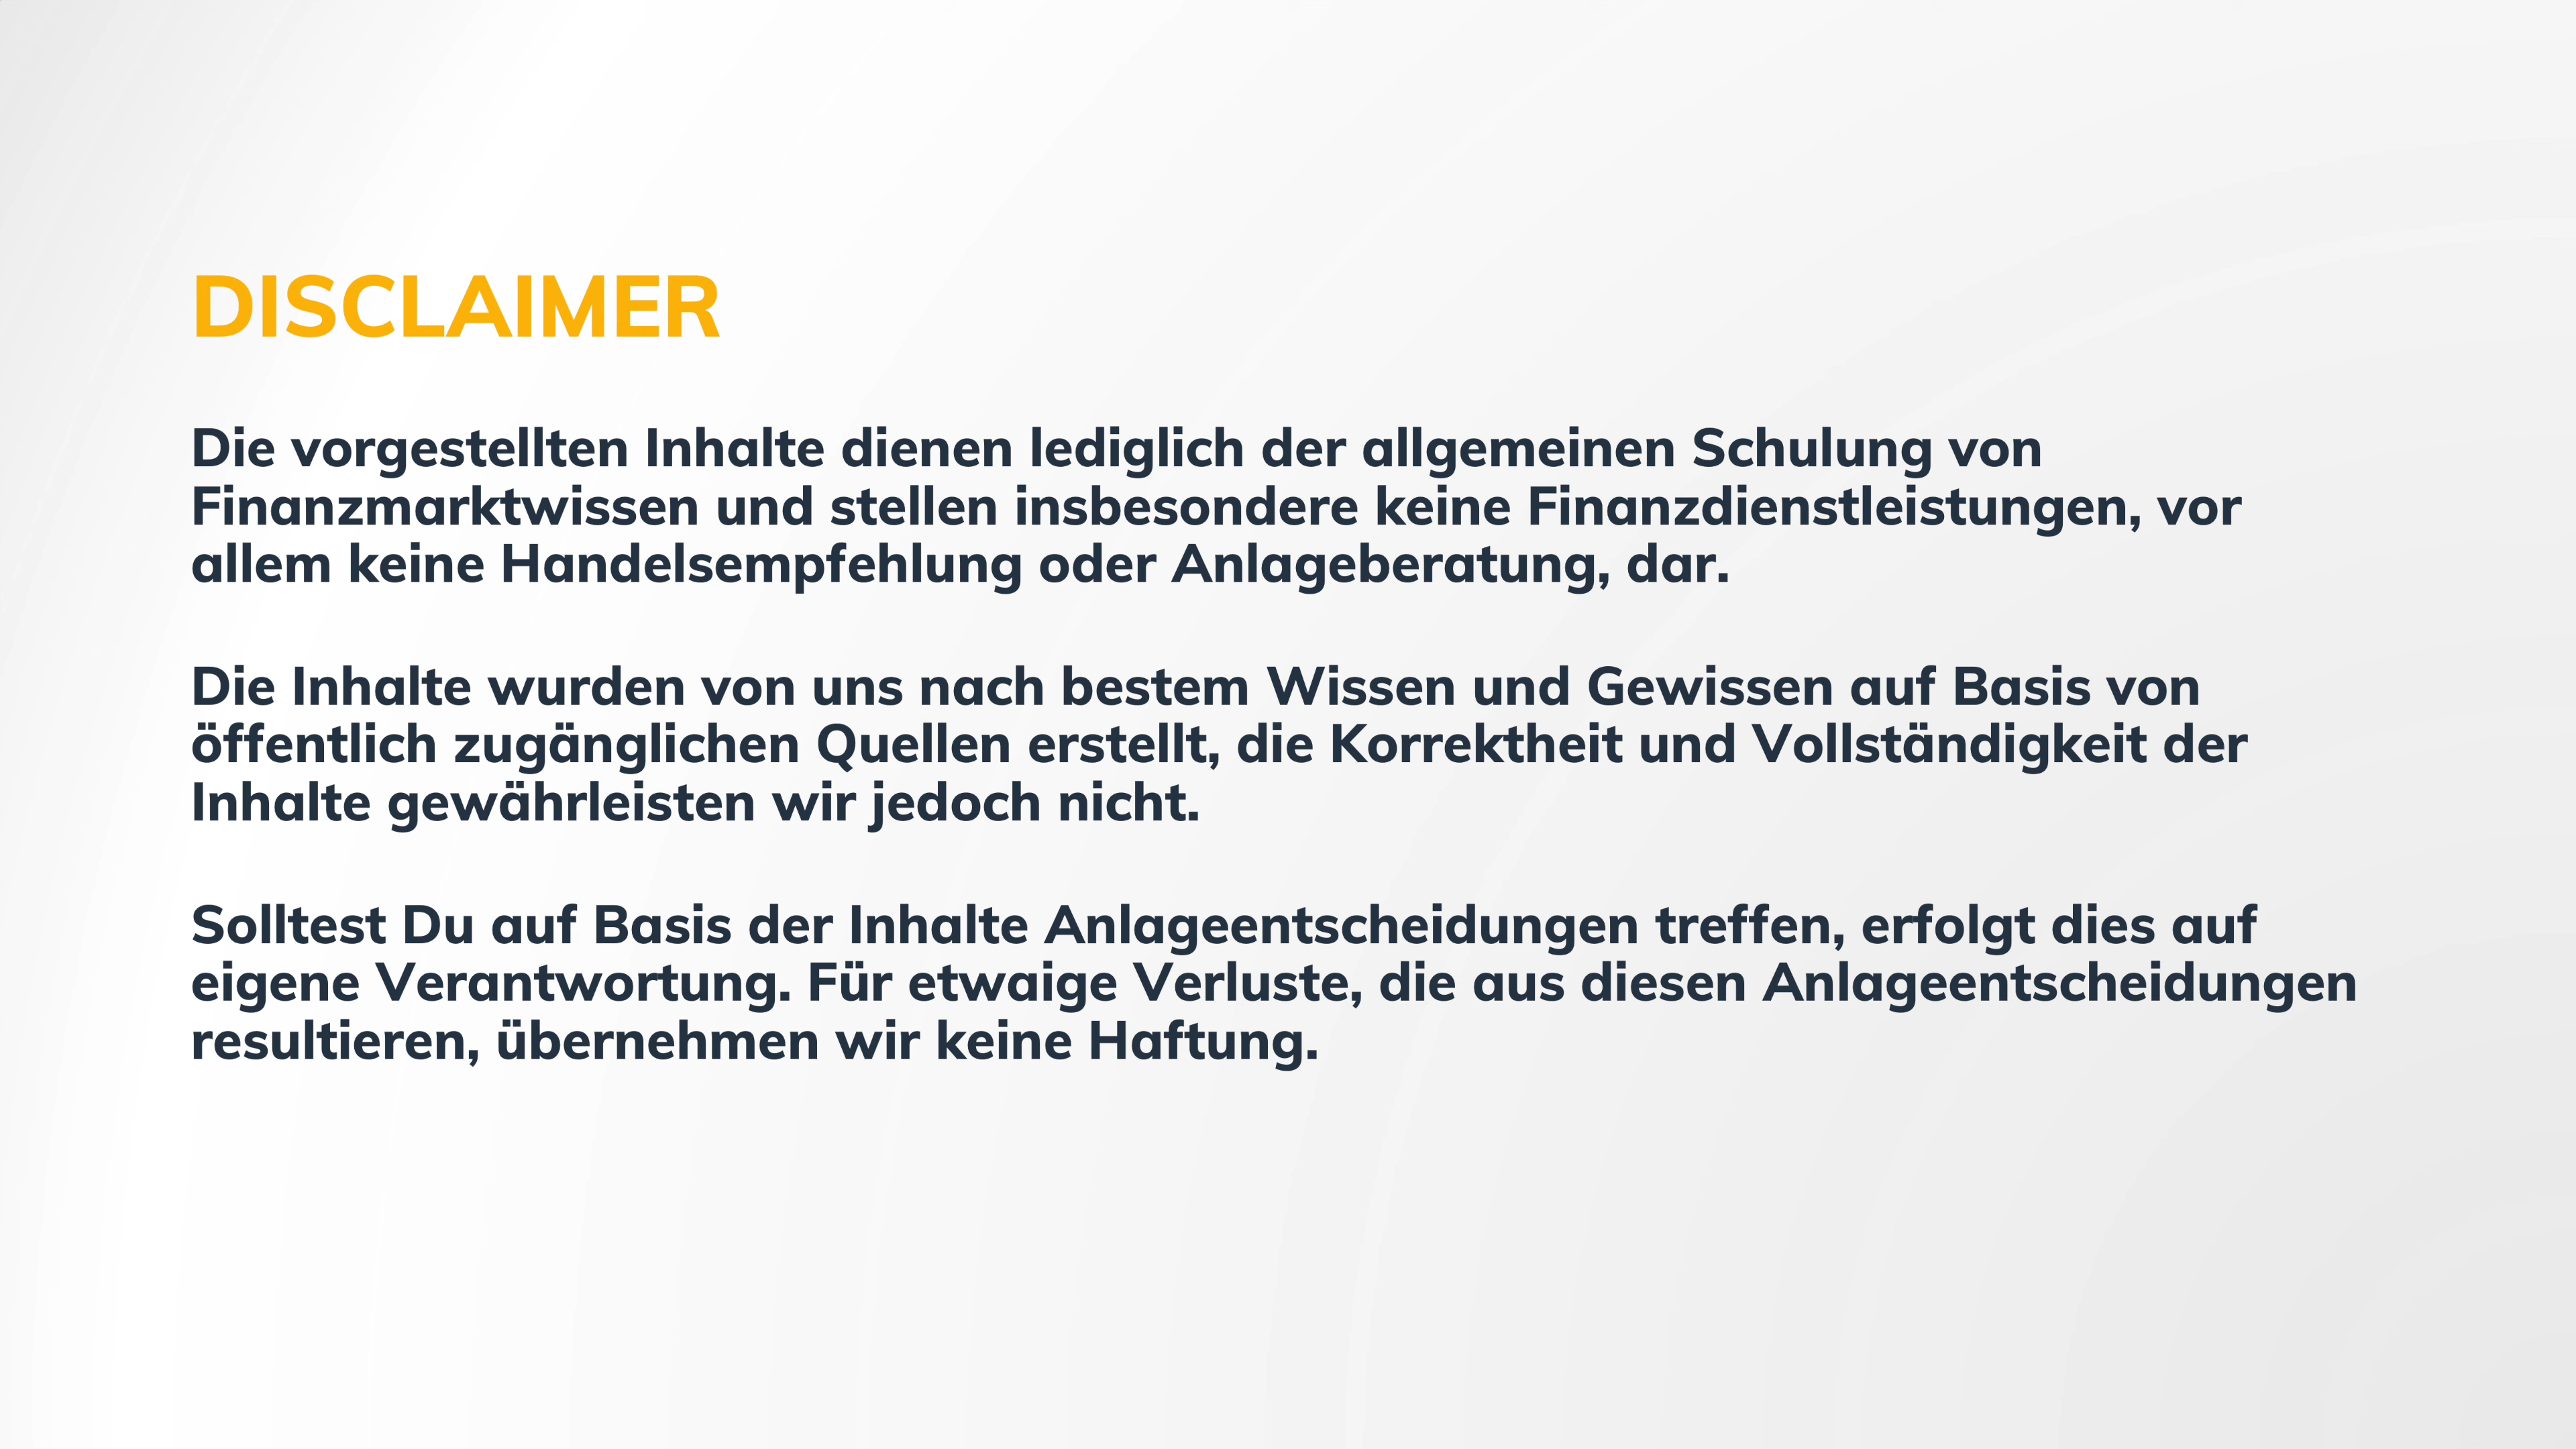 DISCLAIMER
Die vorgestellten Inhalte dienen lediglich der allgemeinen Schulung von
Finanzmarktwissen und stellen insbesondere keine Finanzdienstleistungen, vor
allem keine Handelsempfehlung oder Anlageberatung, dar.
Die Inhalte wurden von uns nach bestem Wissen und Gewissen auf Basis von
öffentlich zugänglichen Quellen erstellt, die Korrektheit und Vollständigkeit der
Inhalte gewährleisten wir jedoch nicht.
Solltest Du auf Basis der Inhalte Anlageentscheidungen treffen, erfolgt dies auf
eigene Verantwortung. Für etwaige Verluste, die aus diesen Anlageentscheidungen
resultieren, übernehmen wir keine Haftung.